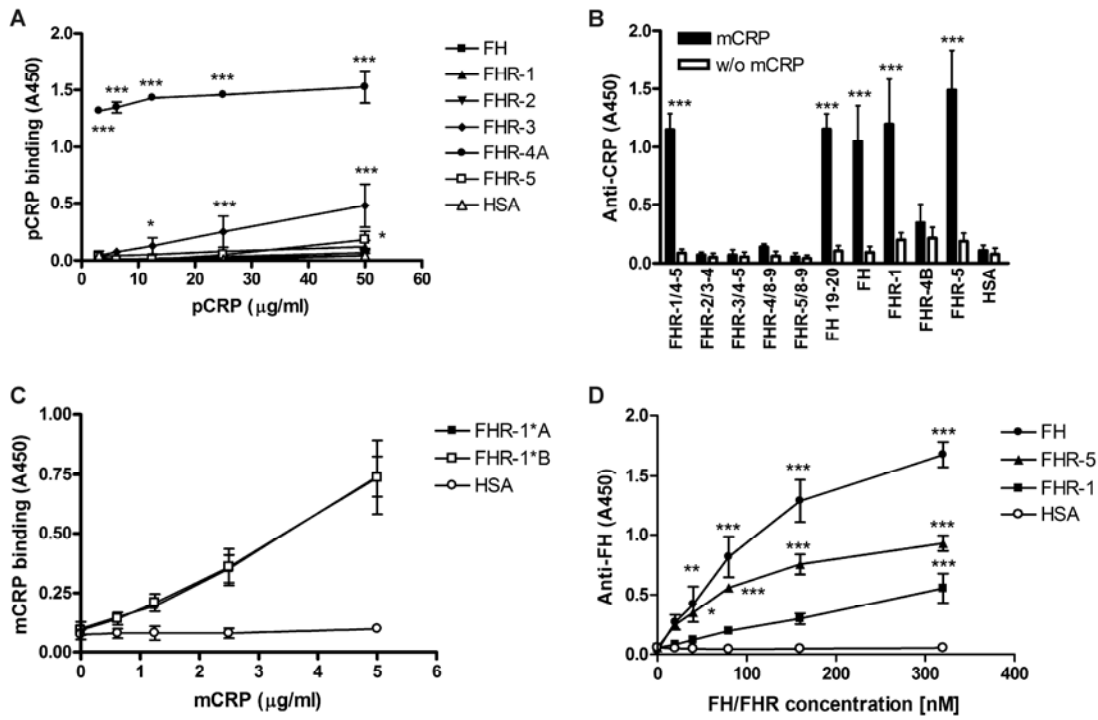 A
pCRP binding (A450)
2.0
1.5
1.0
0.5
0.0
0 10 20 30 40 50 60
pCRP (µg/ml)
***
***
***
***
***
*
***
***
*
FH
FHR-1
FHR-2
FHR-3
FHR-4A
FHR-5
HSA
B
Anti-CRP (A450)
2.0
1.5
1.0
0.5
0.0
mCRP
w/o mCRP
***
***
***
***
***
FHR-1/4-5
FHR-2/3-4
FHR-3/4-5
FHR-4/8-9
FHR-5/8-9
FH 19-20
FH
FHR-1
FHR-4B
FHR-5
HSA
C
mCRP binding (A450)
1.00
0.75
0.50
0.25
0.00
0 1 2 3 4 5 6
mCRP (µg/ml)
FHR-1*A
FHR-1*B
HSA
D
Anti-FH (A450)
2.0
1.5
1.0
0.5
0.0
0 100 200 300 400
FH/FHR concentration [nM]
**
***
***
***
*
***
***
***
***
FH
FHR-5
FHR-1
HSA